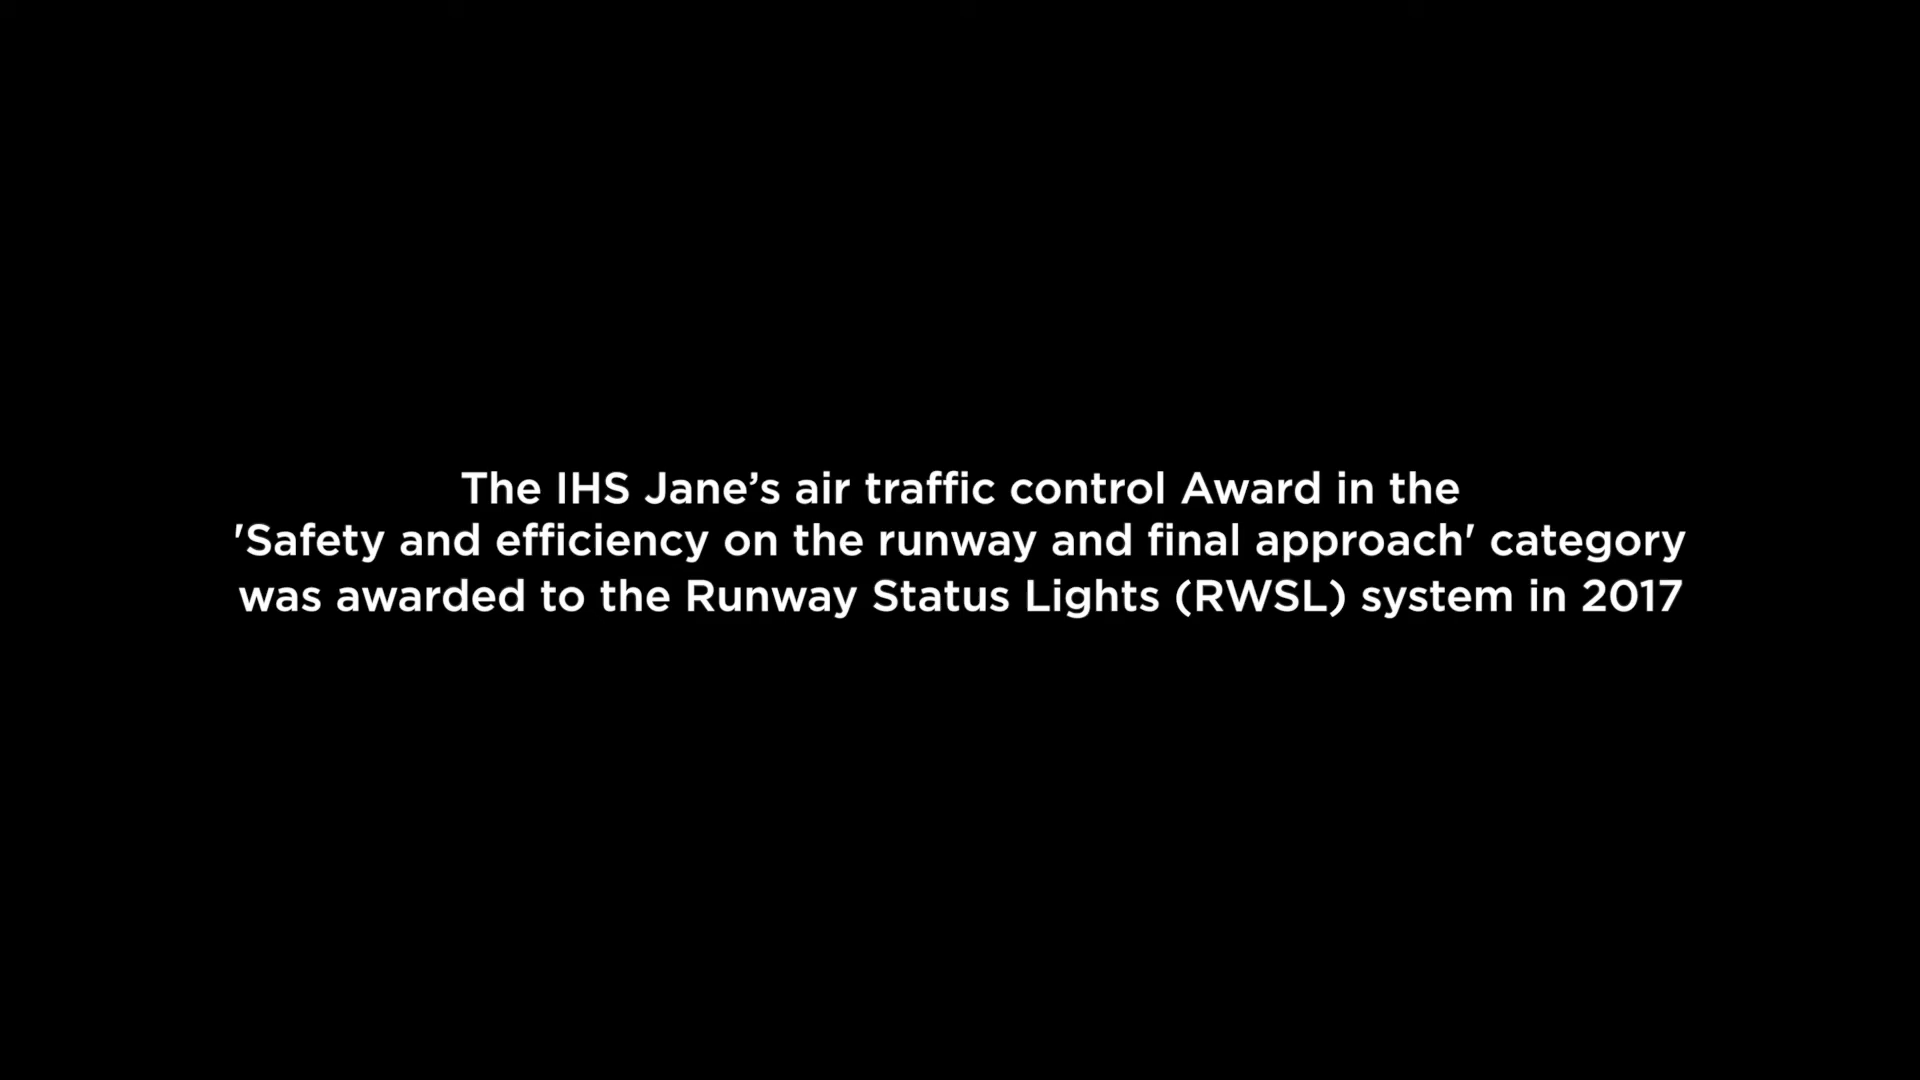 The IHS Jane’s air traffic control Award in the
'Safety and efficiency on the runway and final approach' category
was awarded to the Runway Status Lights (RWSL) system in 2017